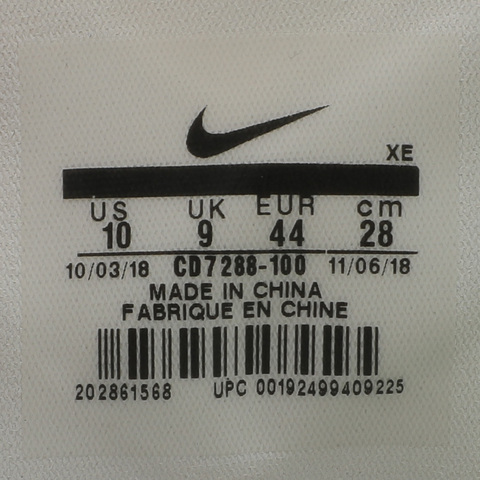 XE
US UK EUR cm
10 9 44 28
10/03/18 CD7288-100 11/06/18
MADE IN CHINA
FABRIQUE EN CHINE
202861568 UPC 00192499409225